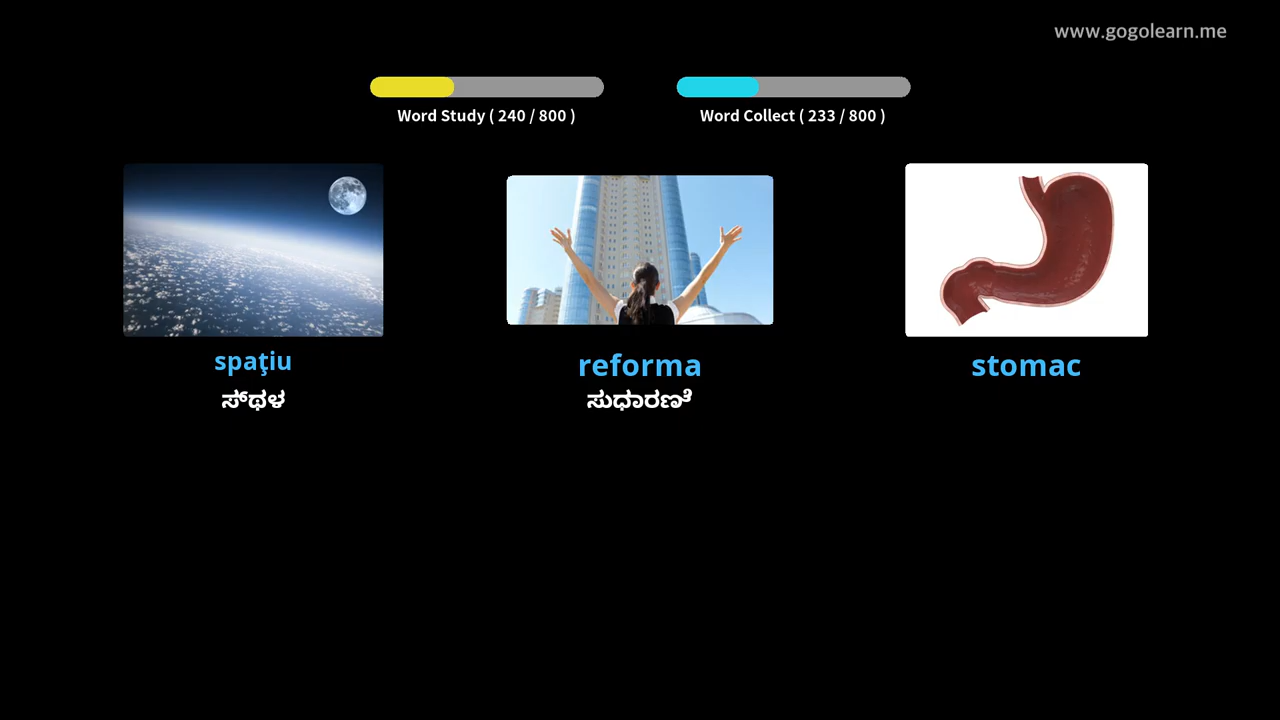 www.gogolearn.me
Word Study ( 240 / 800 )
Word Collect ( 233 / 800 )
spaţiu
ಸ್ಥಳ
reforma
ಸುಧಾರಣೆ
stomac